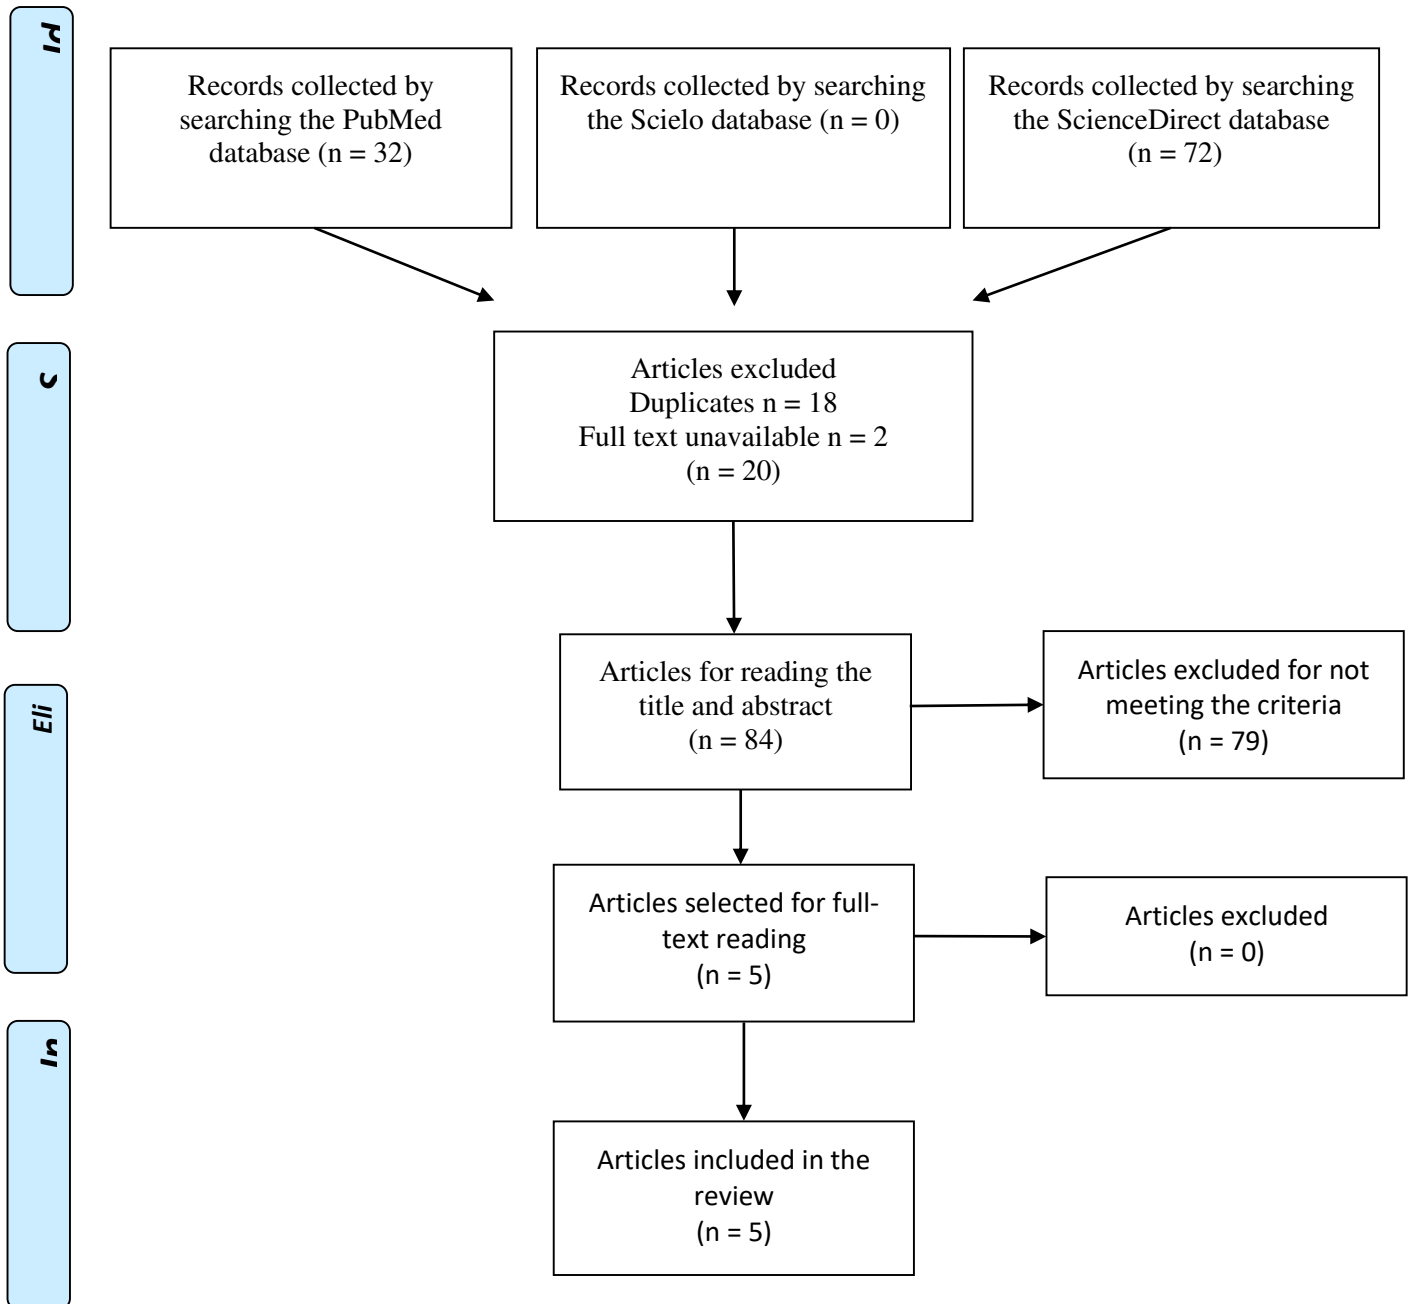 Id
Records collected by
searching the PubMed
database (n = 32)
Records collected by searching
the Scielo database (n = 0)
Records collected by searching
the ScienceDirect database
(n = 72)
Articles excluded
Duplicates n = 18
Full text unavailable n = 2
(n = 20)
Articles for reading the
title and abstract
(n = 84)
Articles excluded for not
meeting the criteria
(n = 79)
Eli
Articles selected for full-
text reading
(n = 5)
Articles excluded
(n = 0)
In
Articles included in the
review
(n = 5)